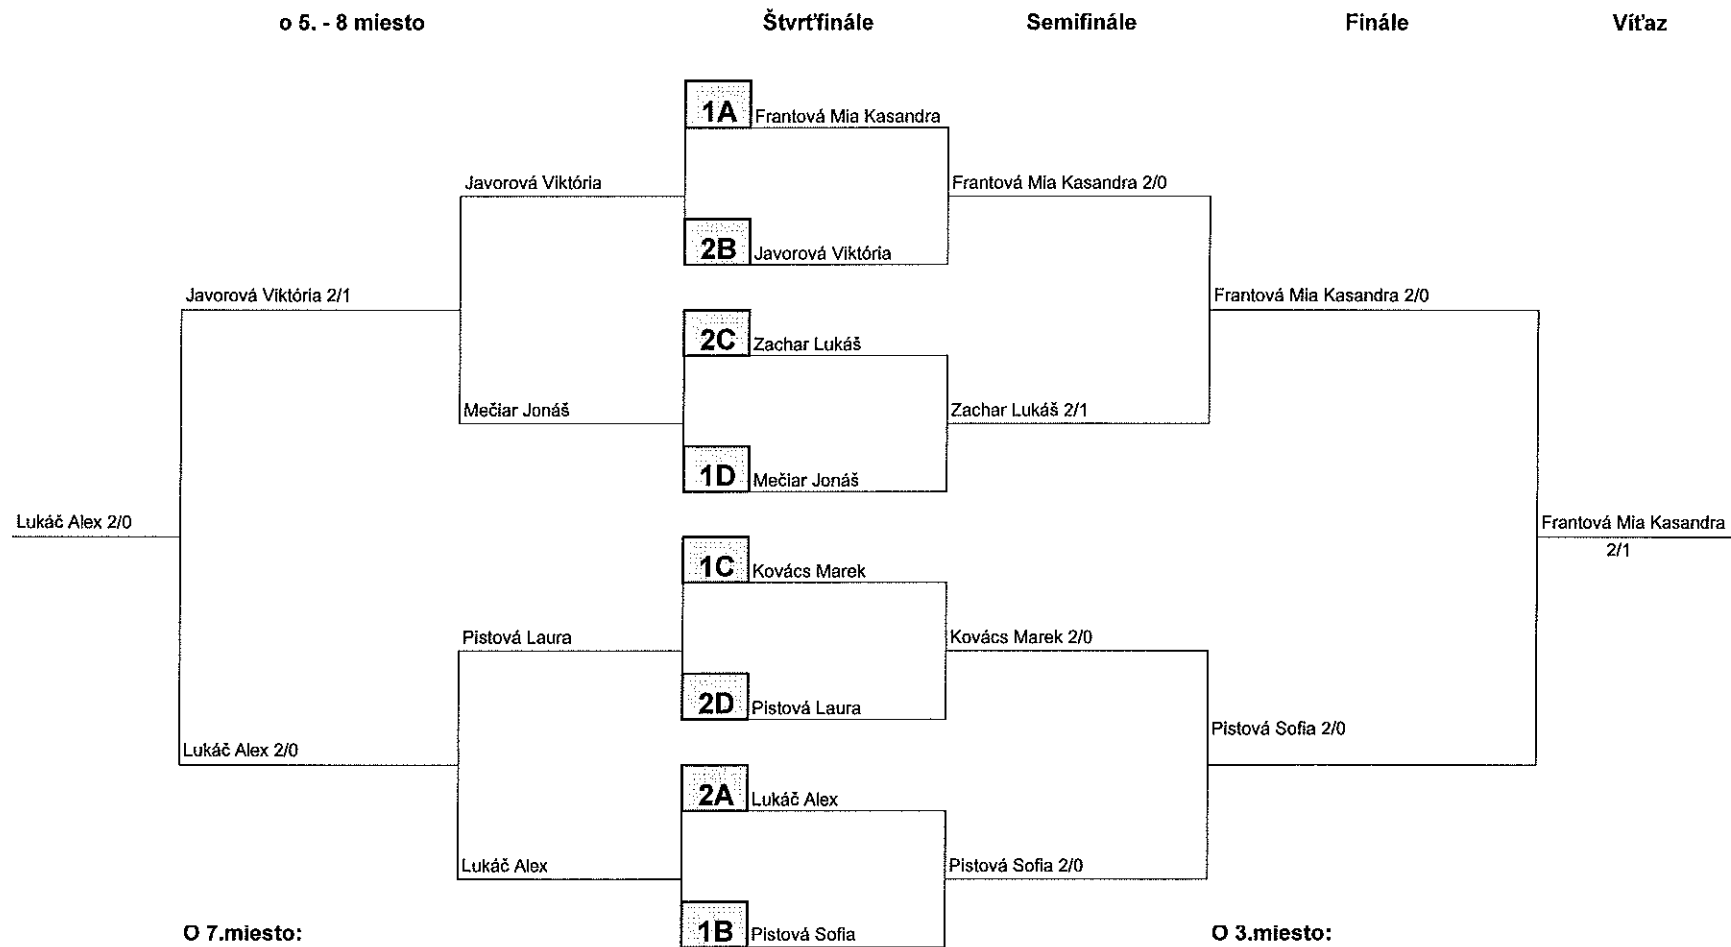 o 5. - 8 miesto
Štvrťfinále
Semifinále
Finále
Víťaz
1A Frantová Mia Kasandra
Javorová Viktória
Frantová Mia Kasandra 2/0
2B Javorová Viktória
Javorová Viktória 2/1
Frantová Mia Kasandra 2/0
2C Zachar Lukáš
Mečiar Jonáš
Zachar Lukáš 2/1
1D Mečiar Jonáš
Lukáč Alex 2/0
Frantová Mia Kasandra
2/1
1C Kovács Marek
Pistová Laura
Kovács Marek 2/0
2D Pistová Laura
Lukáč Alex 2/0
Pistová Sofia 2/0
2A Lukáč Alex
Lukáč Alex
Pistová Sofia 2/0
1B Pistová Sofia
O 7.miesto:
O 3.miesto: